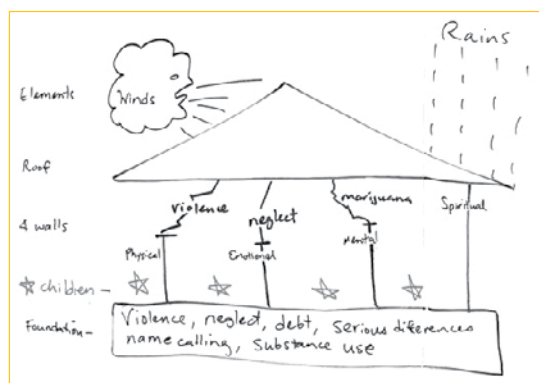 Rains
Elements
Winds
Roof
violence
neglect
marijuana
Spiritual
4 walls
Physical
Emotional
Mental
children -
Foundation -
Violence, neglect, debt, serious diferences
name calling, substance use